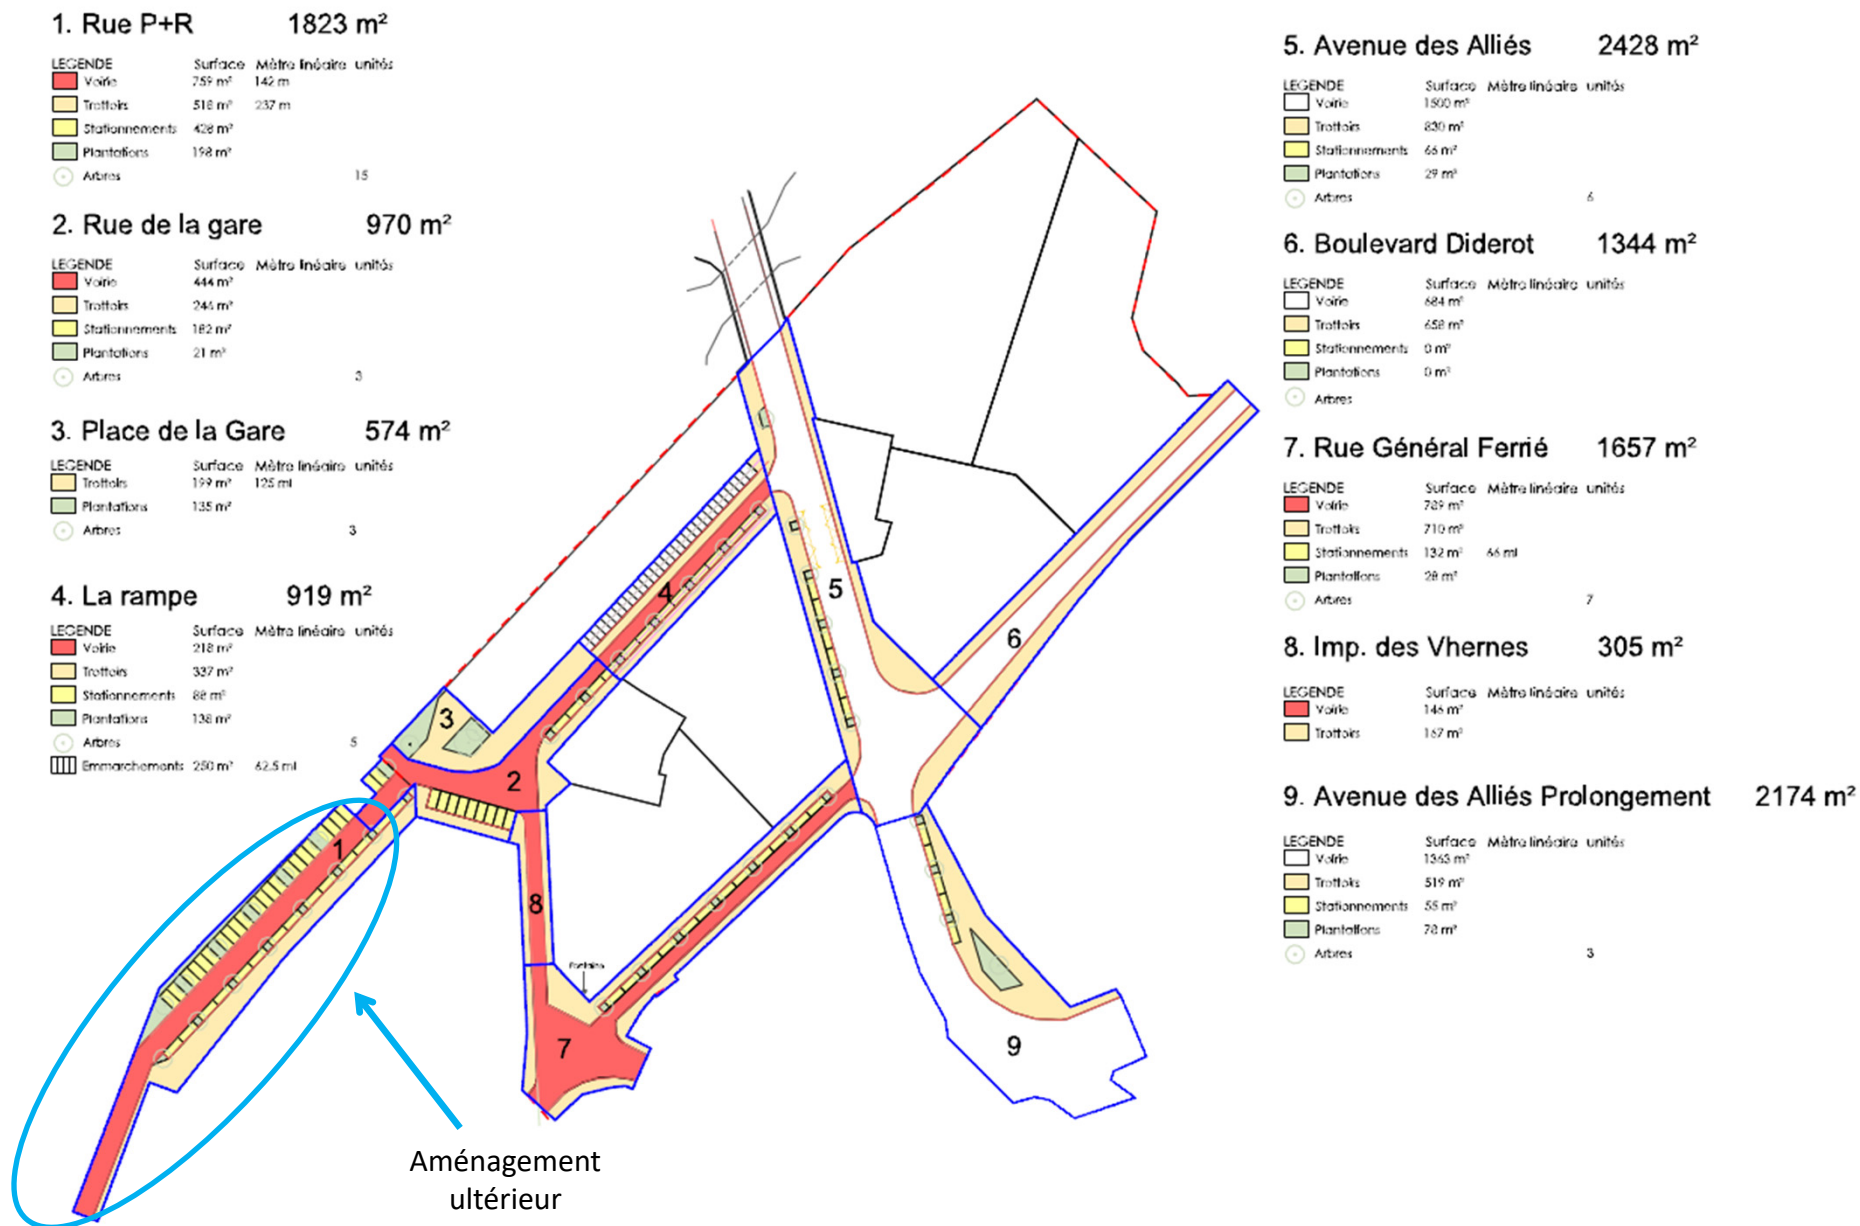 1. Rue P+R 1823 m²
LEGENDE Surface Mètre linéaire unités
Voirie 759 m² 142 m
Trottoirs 518 m² 237 m
Stationnements 428 m²
Plantations 198 m²
Arbres 15
2. Rue de la gare 970 m²
LEGENDE Surface Mètre linéaire unités
Voirie 444 m²
Trottoirs 246 m²
Stationnements 182 m²
Plantations 21 m²
Arbres 3
3. Place de la Gare 574 m²
LEGENDE Surface Mètre linéaire unités
Trottoirs 199 m² 125 ml
Plantations 135 m²
Arbres 3
4. La rampe 919 m²
LEGENDE Surface Mètre linéaire unités
Voirie 218 m²
Trottoirs 337 m²
Stationnements 88 m²
Plantations 138 m²
Arbres 5
Emmarchements 250 m² 62.5 ml
5. Avenue des Alliés 2428 m²
LEGENDE Surface Mètre linéaire unités
Voirie 1500 m²
Trottoirs 830 m²
Stationnements 66 m²
Plantations 29 m²
Arbres 6
6. Boulevard Diderot 1344 m²
LEGENDE Surface Mètre linéaire unités
Voirie 684 m²
Trottoirs 658 m²
Stationnements 0 m²
Plantations 0 m²
Arbres
7. Rue Général Ferrié 1657 m²
LEGENDE Surface Mètre linéaire unités
Voirie 789 m²
Trottoirs 710 m²
Stationnements 132 m² 66 ml
Plantations 28 m²
Arbres 7
8. Imp. des Vhernes 305 m²
LEGENDE Surface Mètre linéaire unités
Voirie 146 m²
Trottoirs 167 m²
9. Avenue des Alliés Prolongement 2174 m²
LEGENDE Surface Mètre linéaire unités
Voirie 1363 m²
Trottoirs 519 m²
Stationnements 55 m²
Plantations 78 m²
Arbres 3
4
5
6
3
2
1
8
Fontaine
7
9
Aménagement
ultérieur